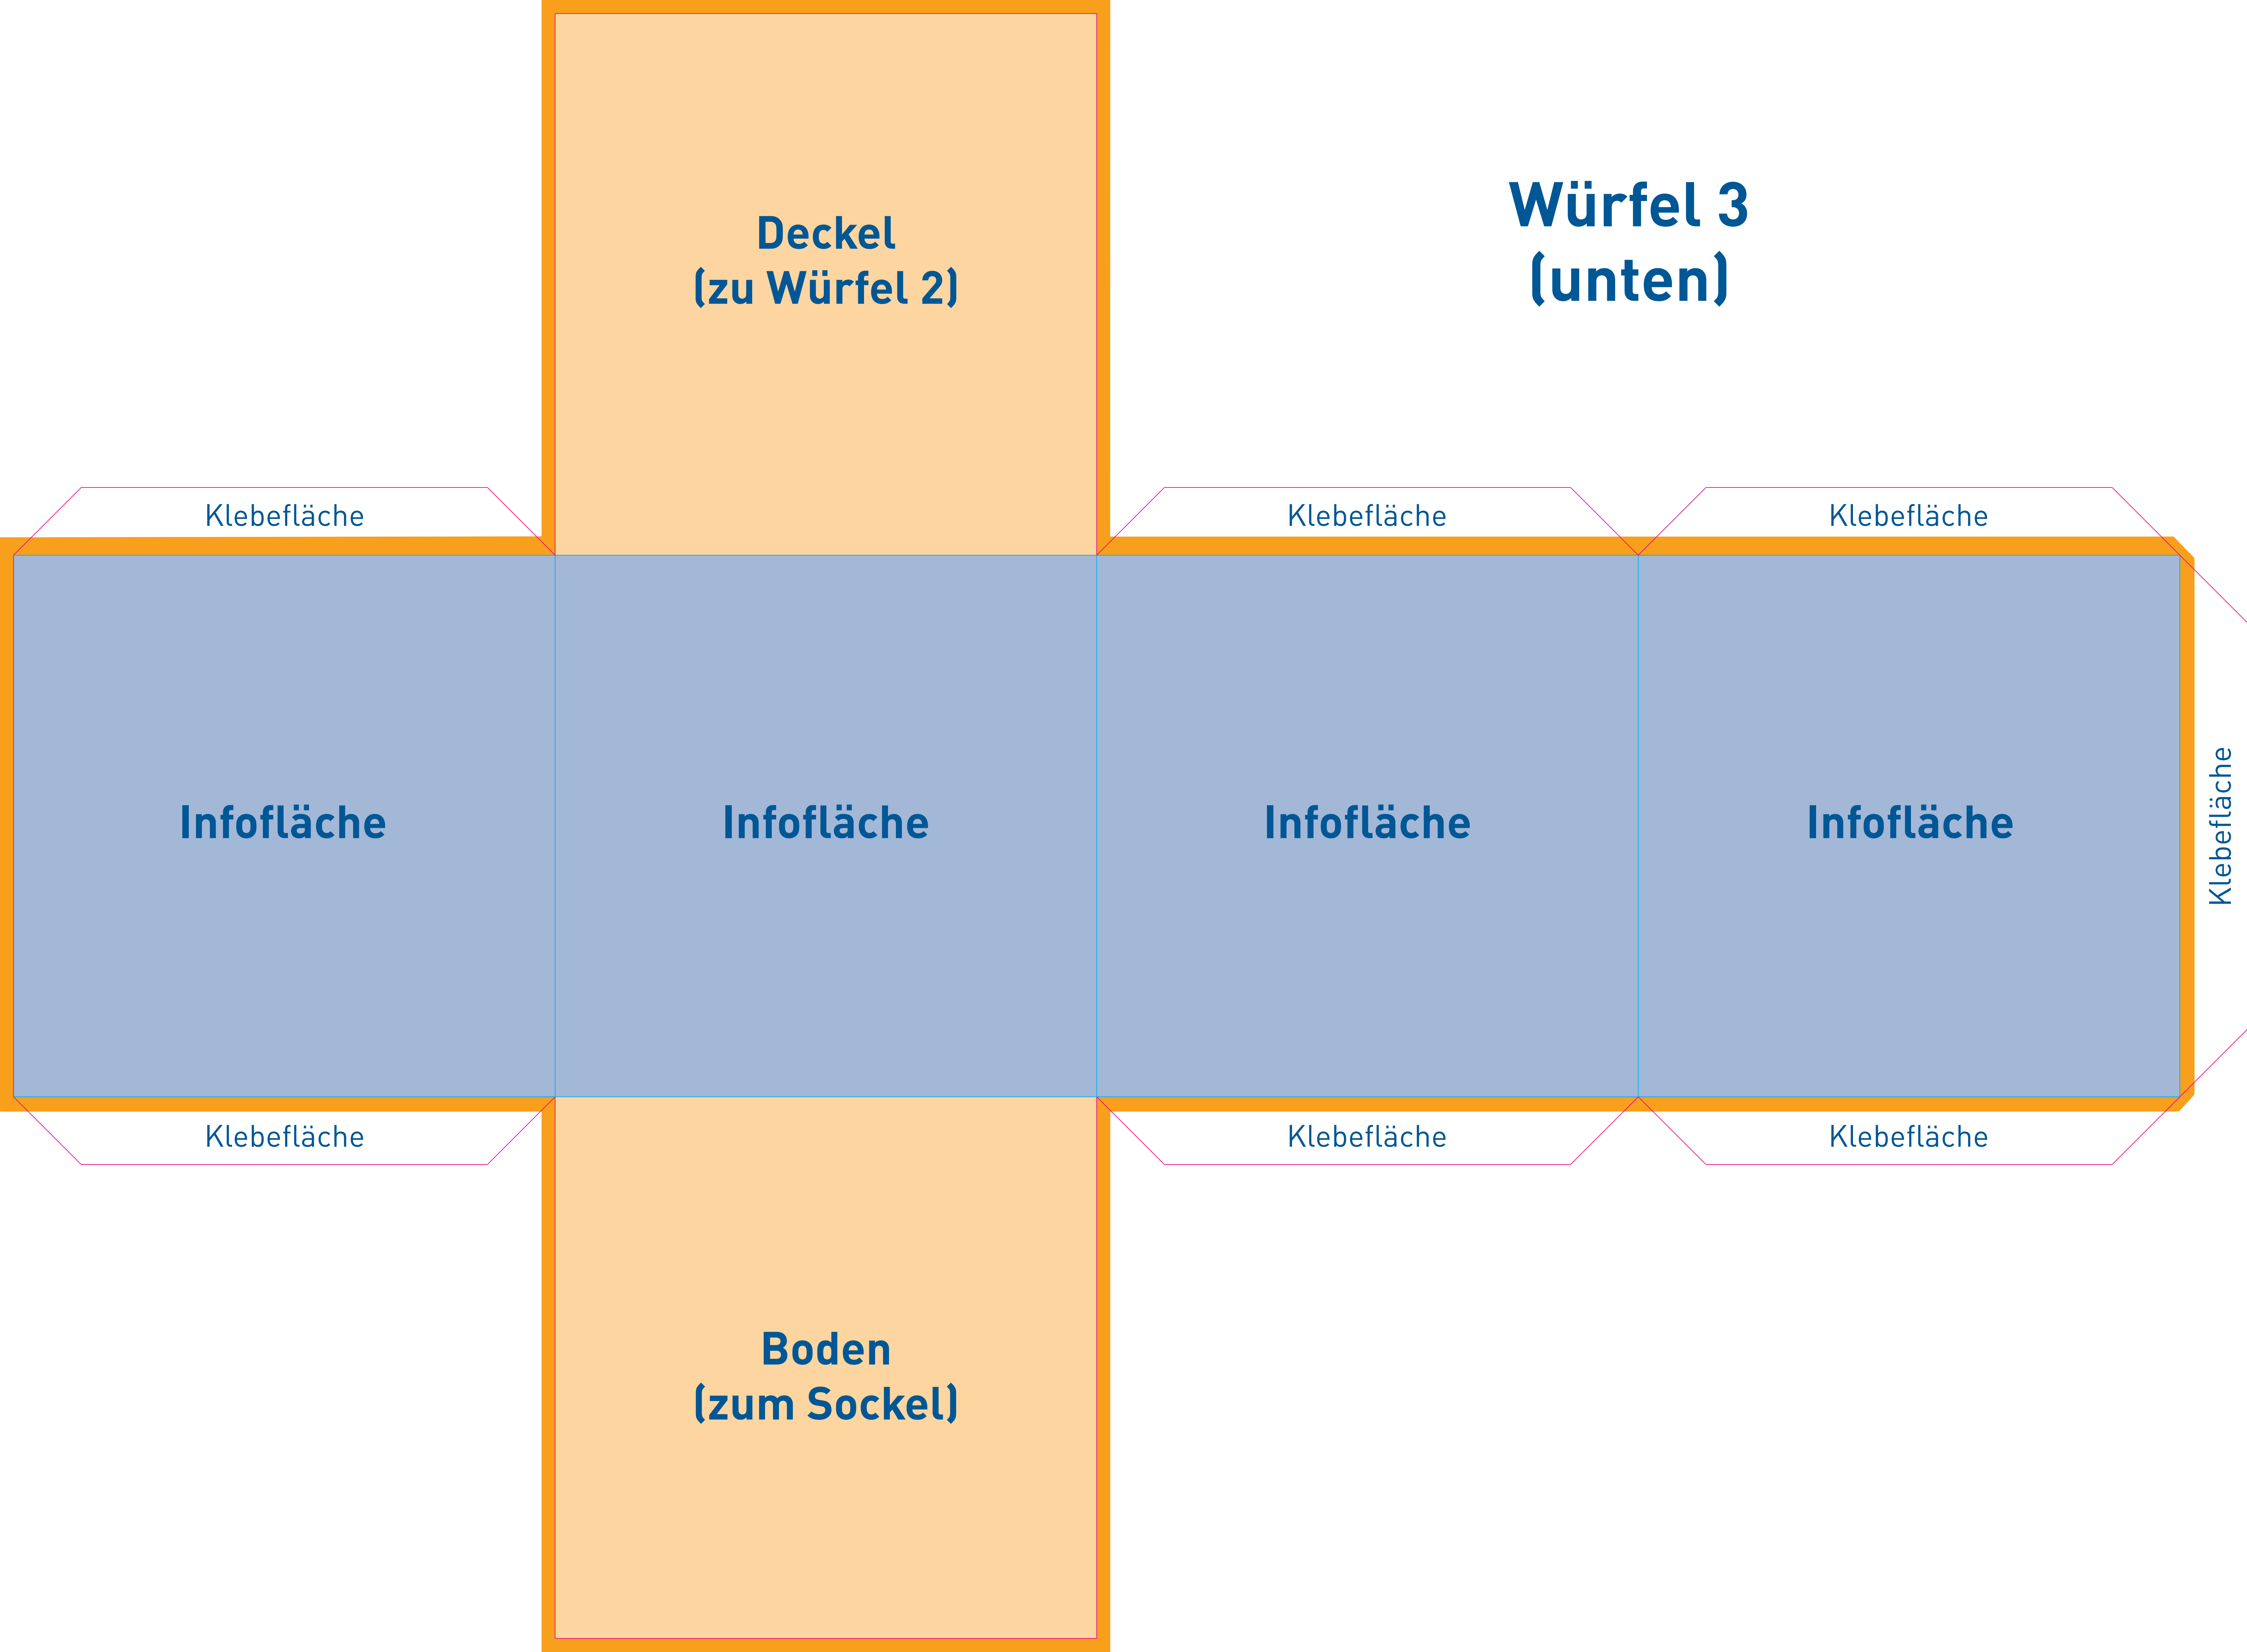 Würfel 3
(unten)
Deckel
(zu Würfel 2)
Klebefläche
Klebefläche
Klebefläche
Infofläche
Infofläche
Infofläche
Infofläche
Klebefläche
Klebefläche
Klebefläche
Klebefläche
Boden
(zum Sockel)